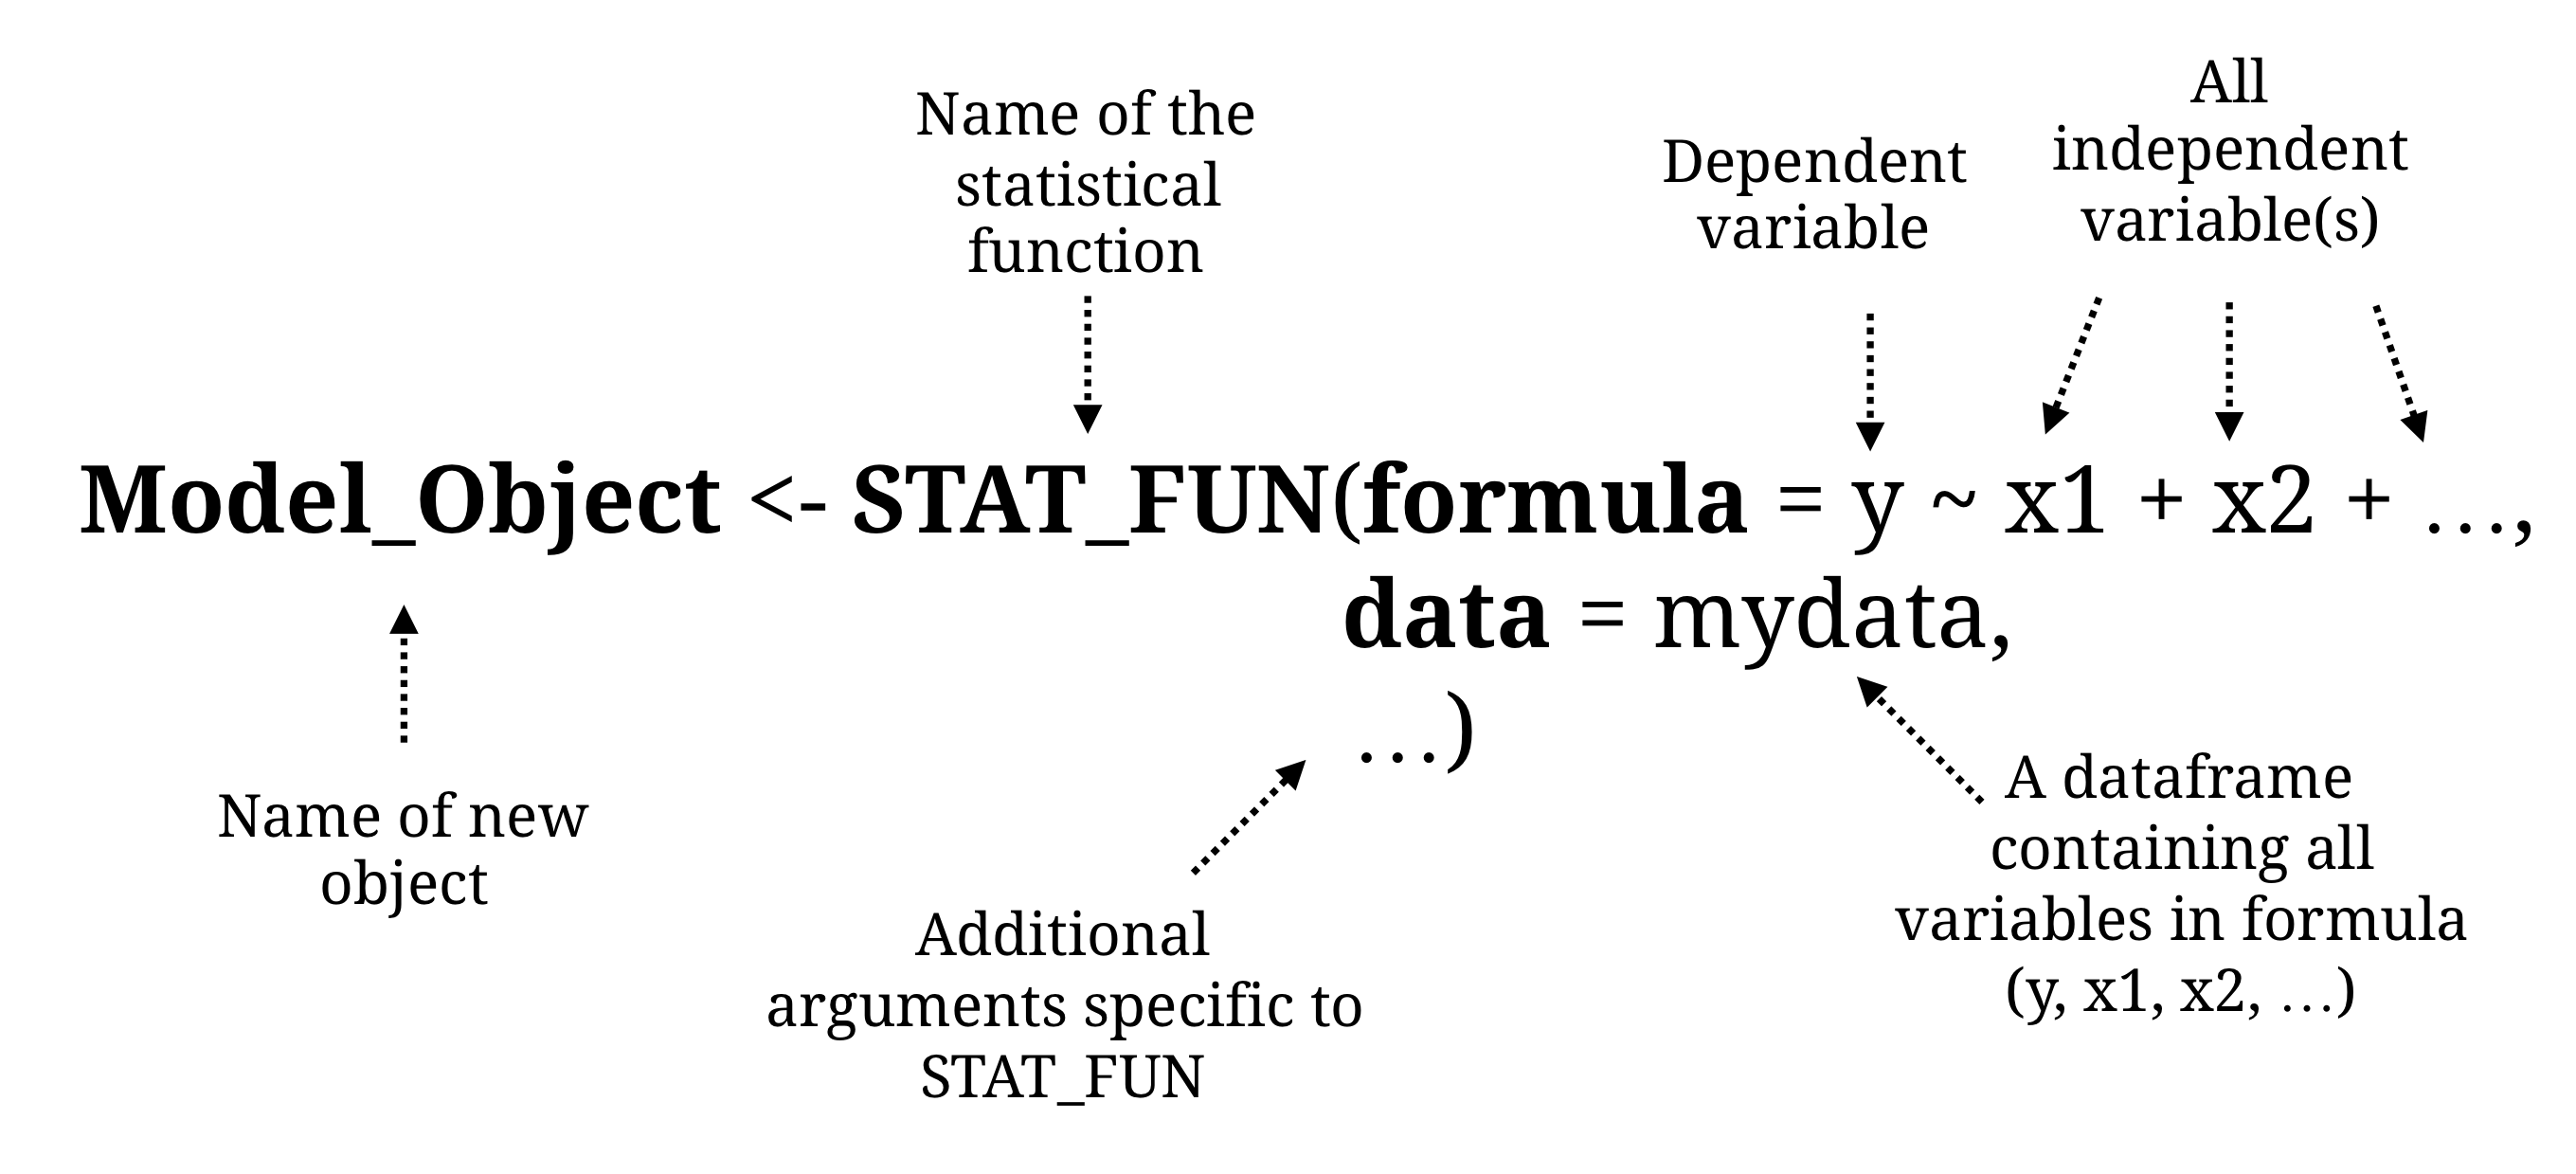 Name of the
statistical
function
Dependent
variable
All
independent
variable(s)
Model_Object <- STAT_FUN(formula = y ~ x1 + x2 + …,
data = mydata,
…)
Name of new
object
Additional
arguments specific to
STAT_FUN
A dataframe
containing all
variables in formula
(y, x1, x2, …)